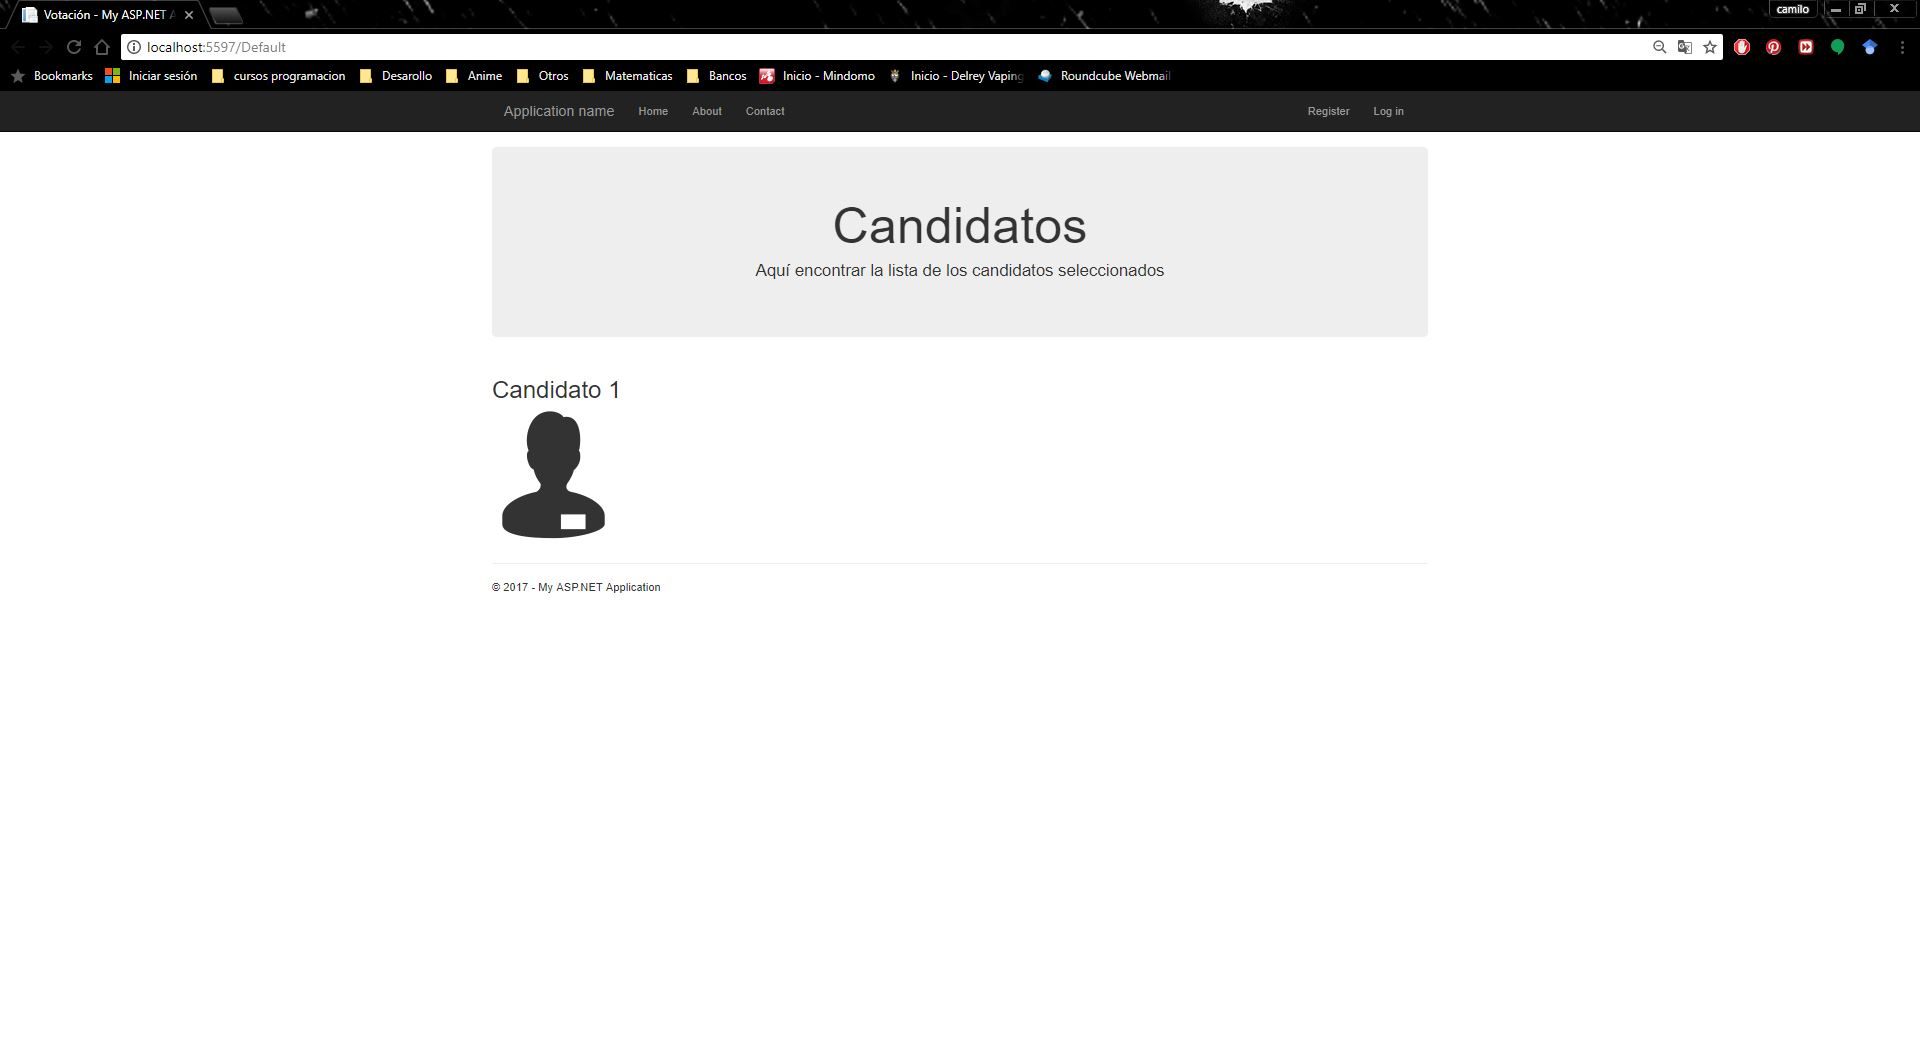 Votación - My ASP.NET A
camilo
localhost:5597/Default
Bookmarks Iniciar sesión cursos programacion Desarollo Anime Otros Matematicas Bancos Inicio - Mindomo Inicio - Delrey Vaping Roundcube Webmail
Application name Home About Contact Register Log in
Candidatos
Aquí encontrar la lista de los candidatos seleccionados
Candidato 1
© 2017 - My ASP.NET Application